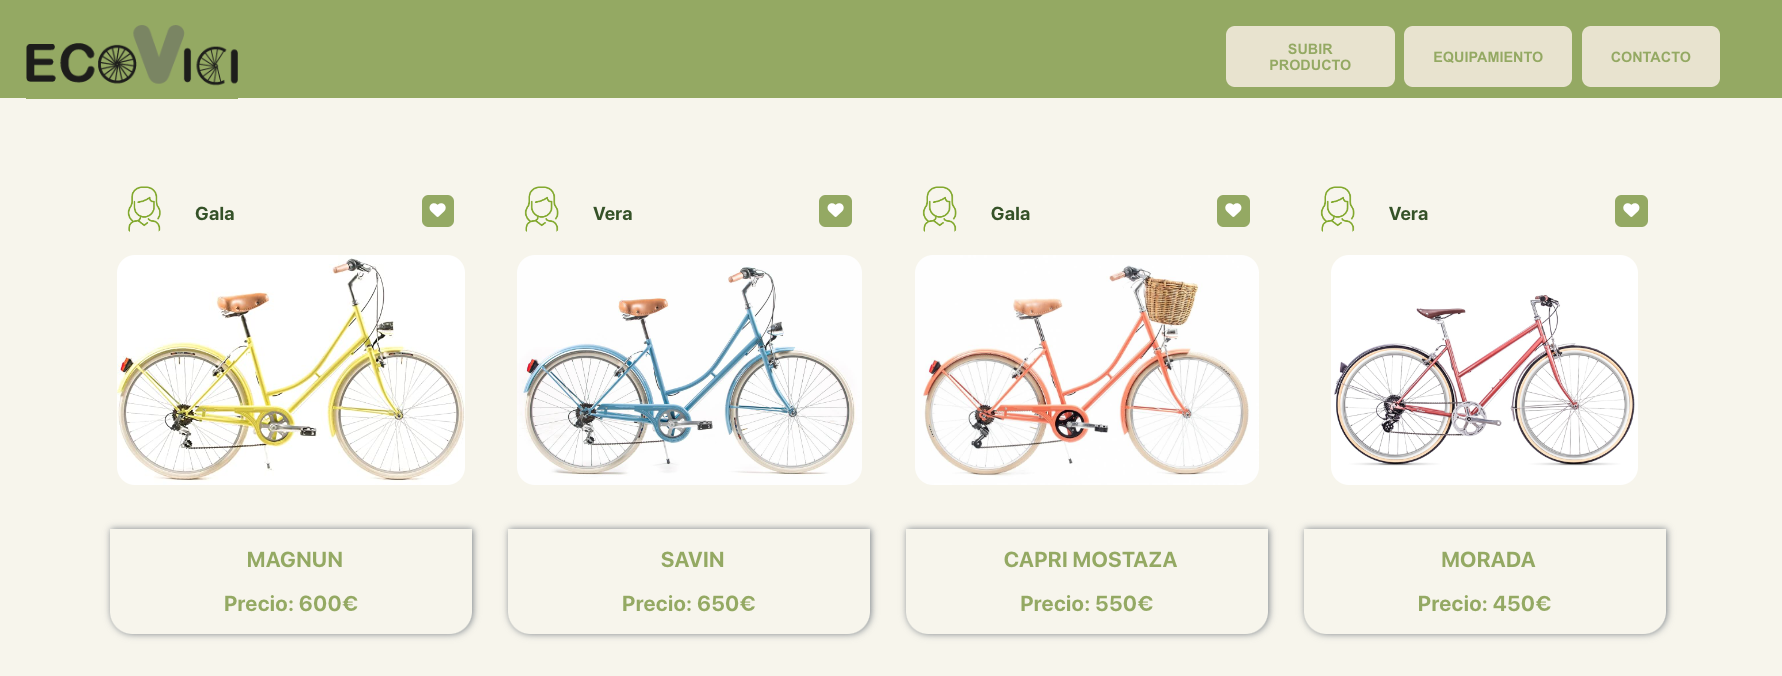 ECOVICI
SUBIR
PRODUCTO
EQUIPAMIENTO
CONTACTO
Gala
Vera
Gala
Vera
MAGNUN
SAVIN
CAPRI MOSTAZA
MORADA
Precio: 600€
Precio: 650€
Precio: 550€
Precio: 450€